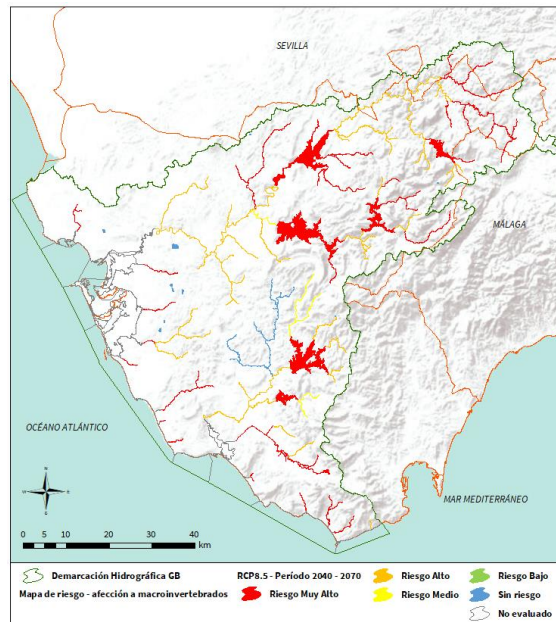 SEVILLA
MÁLAGA
OCÉANO ATLÁNTICO
MAR MEDITERRÁNEO
N
W E
S
0 5 10 20 30 40
km
Demarcación Hidrográfica GB
RCP8.5 - Período 2040 - 2070
Riesgo Alto
Riesgo Bajo
Mapa de riesgo - afección a macroinvertebrados
Riesgo Muy Alto
Riesgo Medio
Sin riesgo
No evaluado